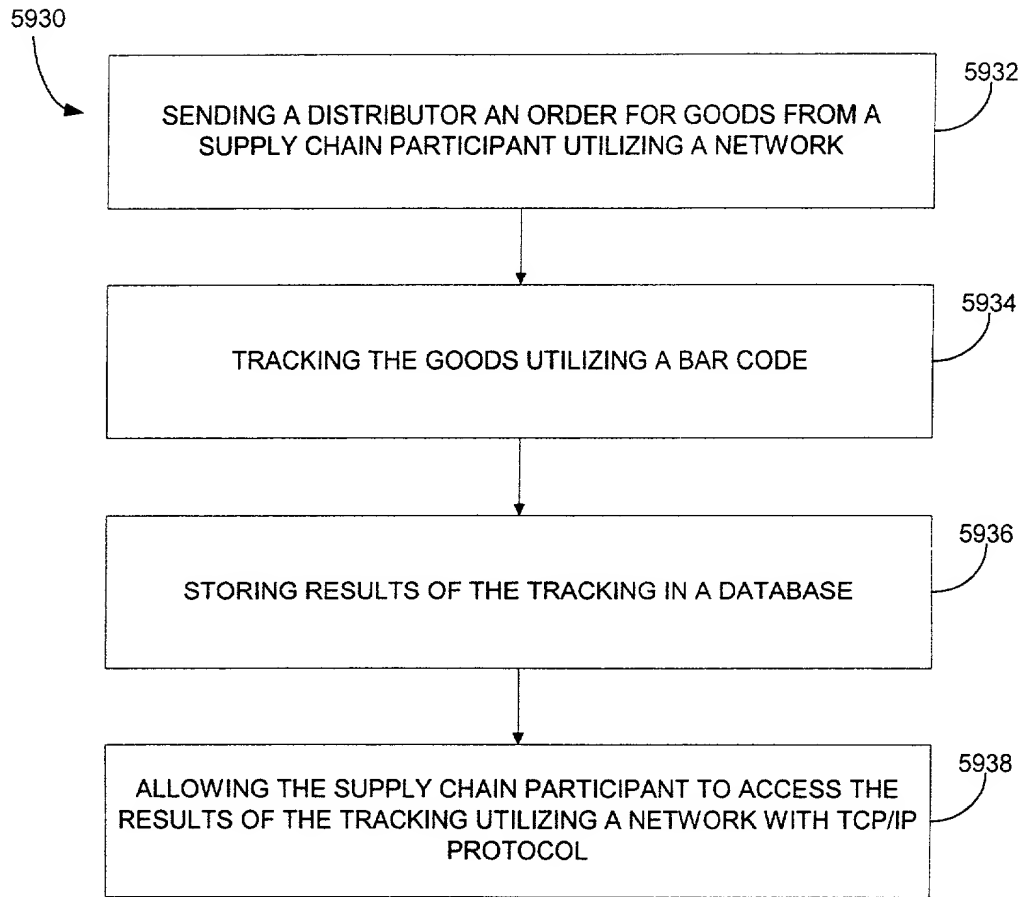 5930
5932
SENDING A DISTRIBUTOR AN ORDER FOR GOODS FROM A
SUPPLY CHAIN PARTICIPANT UTILIZING A NETWORK
5934
TRACKING THE GOODS UTILIZING A BAR CODE
5936
STORING RESULTS OF THE TRACKING IN A DATABASE
5938
ALLOWING THE SUPPLY CHAIN PARTICIPANT TO ACCESS THE
RESULTS OF THE TRACKING UTILIZING A NETWORK WITH TCP/IP
PROTOCOL